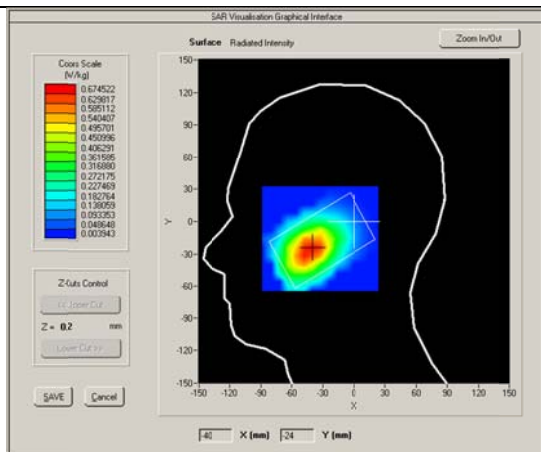 SAR Visualisation Graphical Interface
Surface Radiated Intensity
Zoom In/Out
Coors Scale
(W/kg)
0.674522
0.629817
0.585112
0.540407
0.495701
0.450996
0.406291
0.361585
0.316880
0.272175
0.227469
0.182764
0.138059
0.093353
0.048648
0.003943
Z-Cuts Control
Z = 0.2 mm
SAVE
Cancel
150
120
90
60
30
0
-30
-60
-90
-120
-150
Y
-150 -120 -90 -60 -30 0 30 60 90 120 150
X
-40 X (mm) -24 Y (mm)